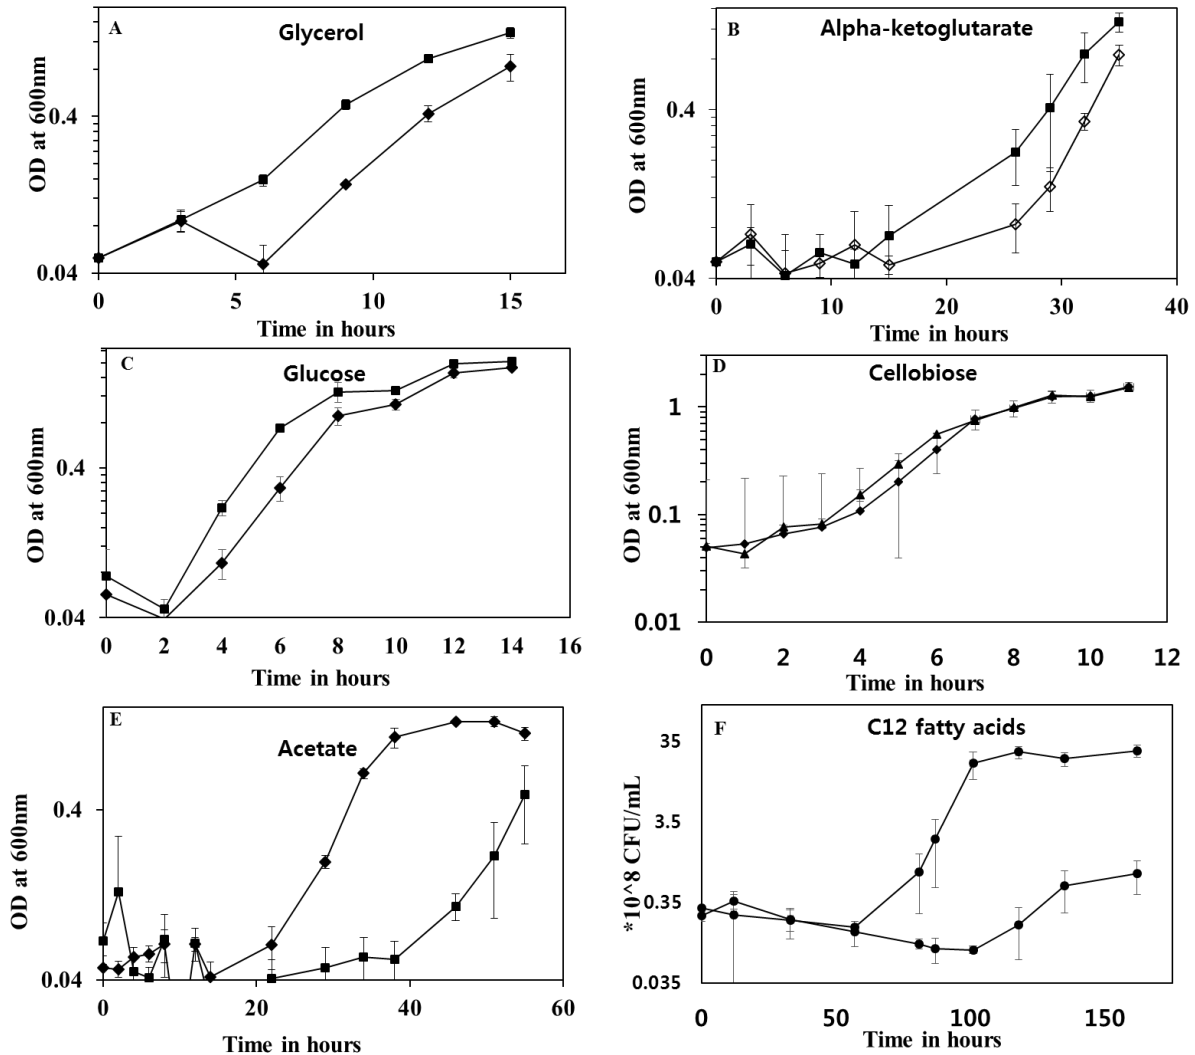 A
Glycerol
OD at 600nm
0.4
0.04
0 5 10 15
Time in hours
B
Alpha-ketoglutarate
OD at 600nm
0.4
0.04
0 10 20 30 40
Time in hours
C
Glucose
OD at 600nm
0.4
0.04
0 2 4 6 8 10 12 14 16
Time in hours
D
Cellobiose
OD at 600nm
1
0.1
0.01
0 2 4 6 8 10 12
Time in hours
E
Acetate
OD at 600nm
0.4
0.04
0 20 40 60
Time in hours
F
C12 fatty acids
*10^8 CFU/mL
35
3.5
0.35
0.035
0 50 100 150
Time in hours